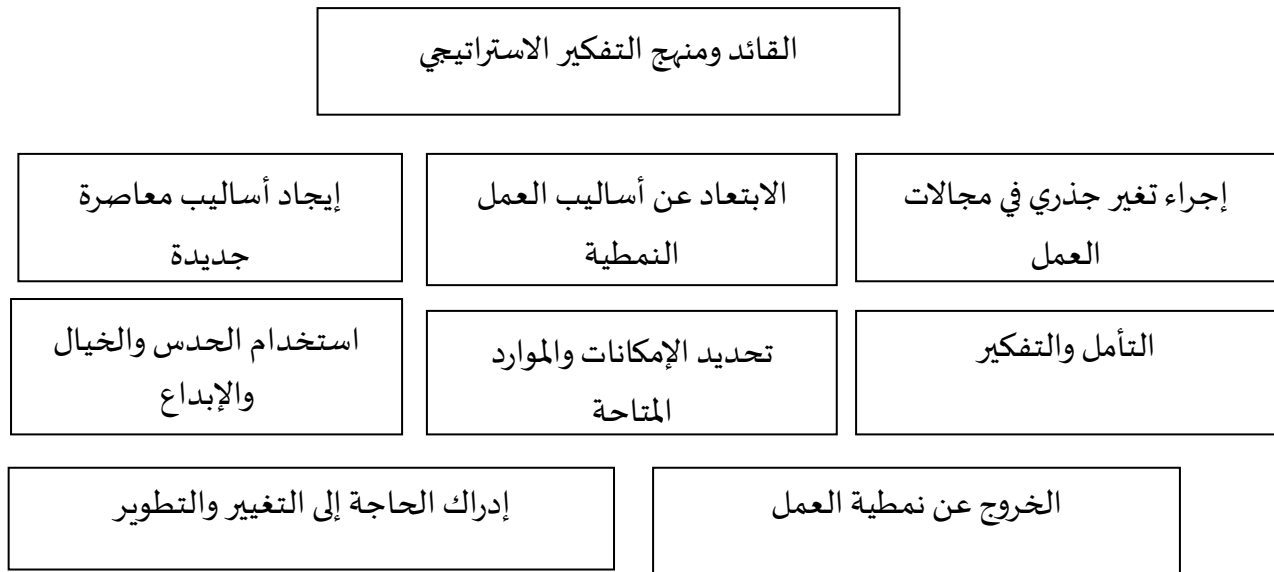 القائد ومنهج التفكير الاستراتيجي
إجراء تغير جذري في مجالات
العمل
الابتعاد عن أساليب العمل
النمطية
إيجاد أساليب معاصرة
جديدة
التأمل والتفكير
تحديد الإمكانات والموارد
المتاحة
استخدام الحدس والخيال
والإبداع
الخروج عن نمطية العمل
إدراك الحاجة إلى التغيير والتطوير